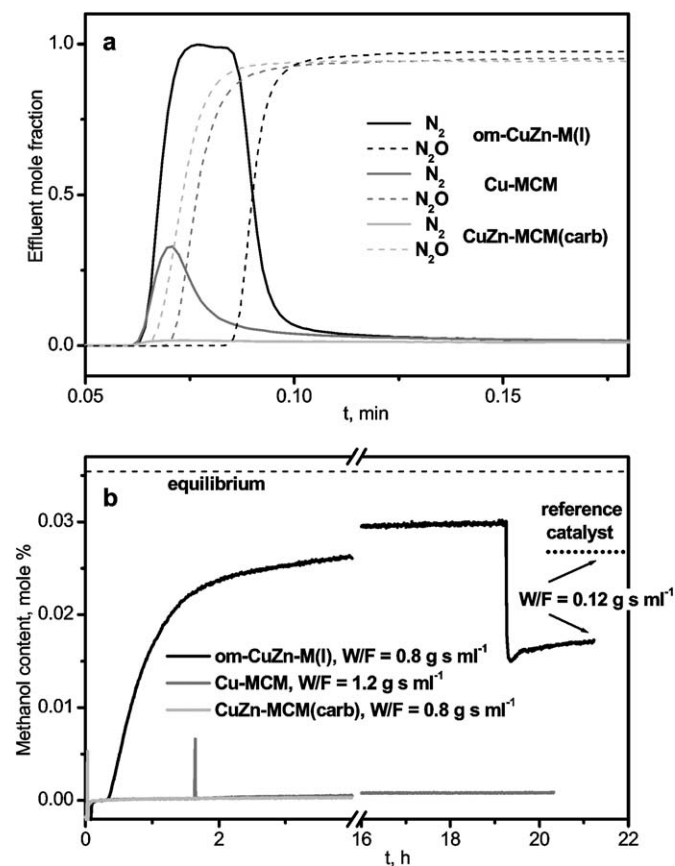 a
1.0
0.5
0.0
Effluent mole fraction
N2
N2O
om-CuZn-M(I)
N2
N2O
Cu-MCM
N2
N2O
CuZn-MCM(carb)
0.05
0.10
0.15
t, min
b
equilibrium
0.03
0.02
0.01
0.00
Methanol content, mole %
reference
catalyst
W/F = 0.12 g s ml-1
om-CuZn-M(I), W/F = 0.8 g s ml-1
Cu-MCM, W/F = 1.2 g s ml-1
CuZn-MCM(carb), W/F = 0.8 g s ml-1
0
2
16
18
20
22
t, h